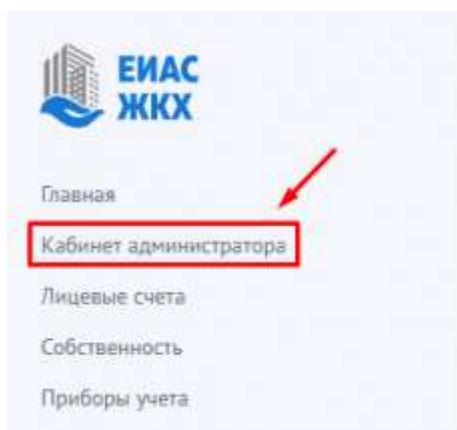 ЕИАС
ЖКХ
Главная
Кабинет администратора
Лицевые счета
Собственность
Приборы учета